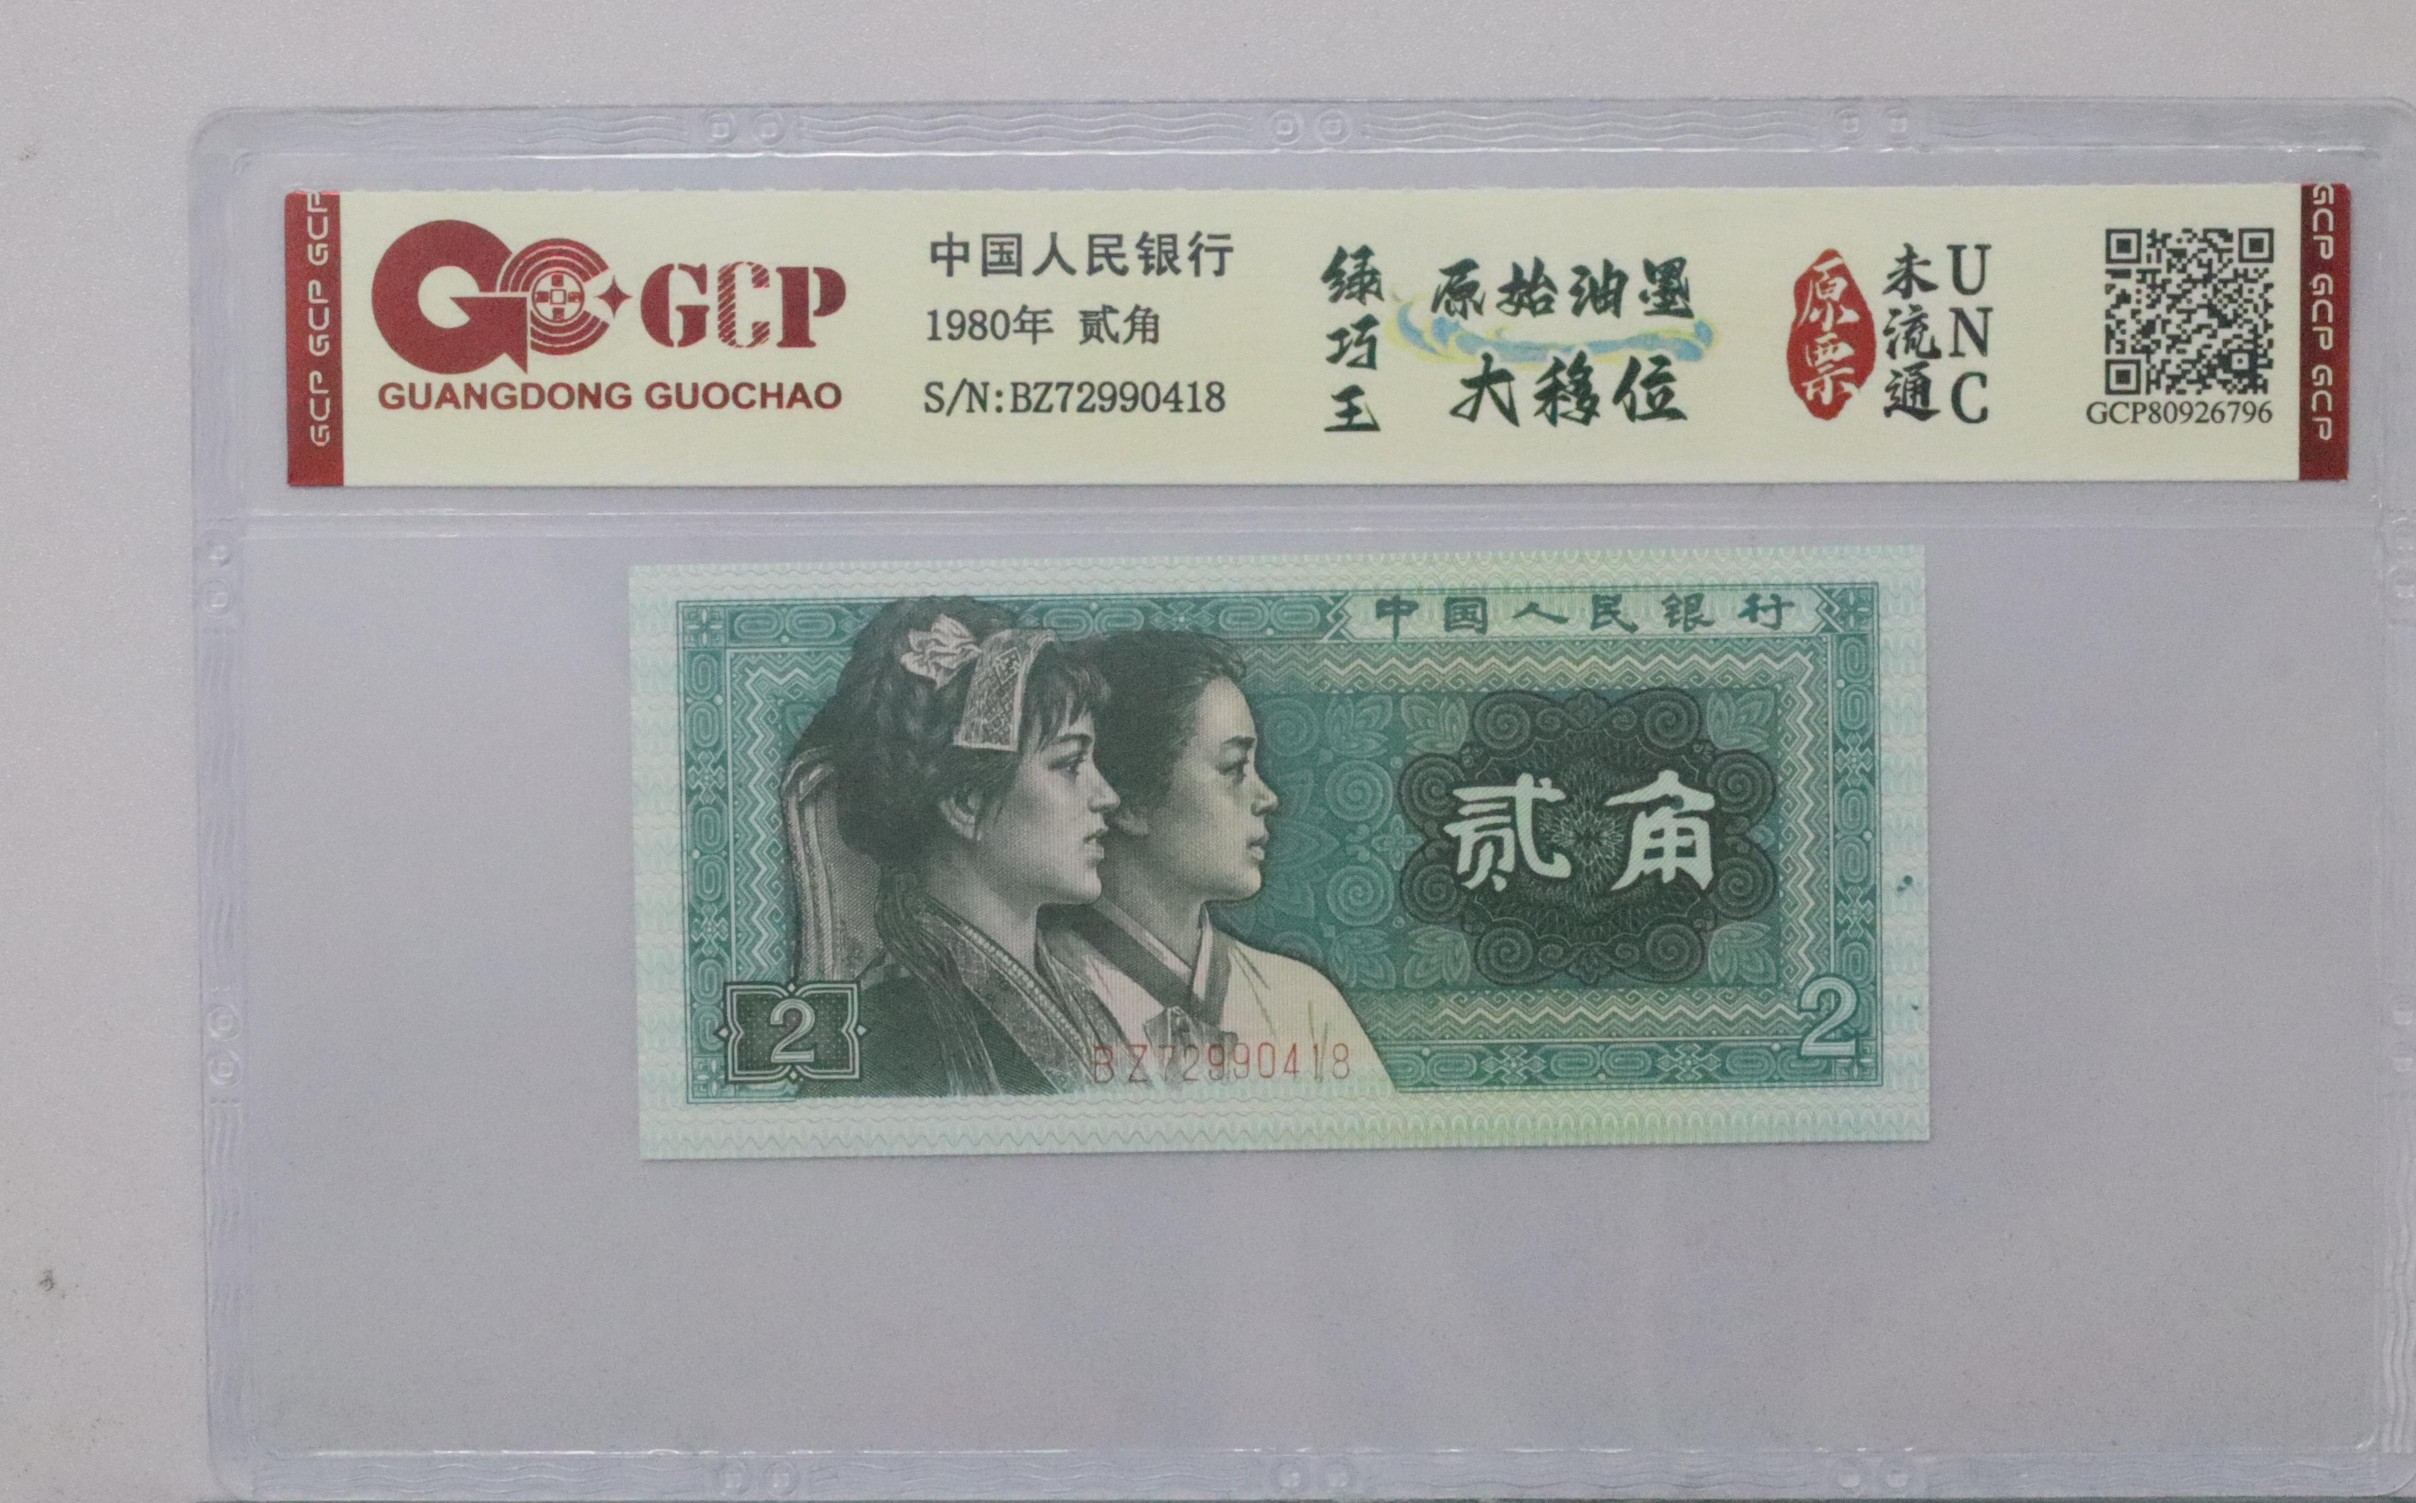 GCP GCP GCP
GCP
GUANGDONG GUOCHAO
中国人民银行
1980年 贰角
S/N:BZ72990418
绿巧王
原始油墨
大移位
原票
未流通
UNC
GCP80926796
GCP GCP GCP
中国人民银行
贰角
2
2
BZ72990418